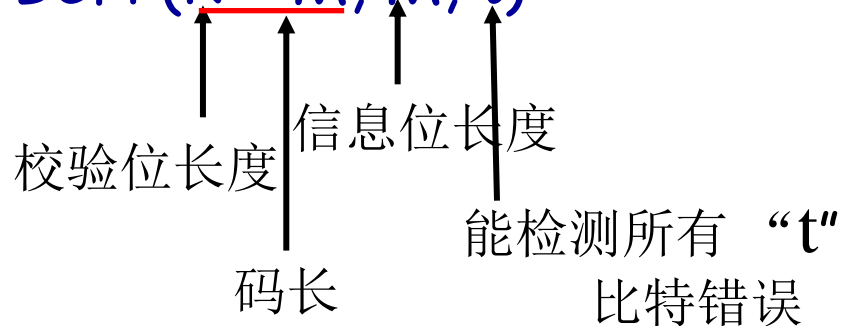 信息位长度
校验位长度
能检测所有 “t"
码长
比特错误